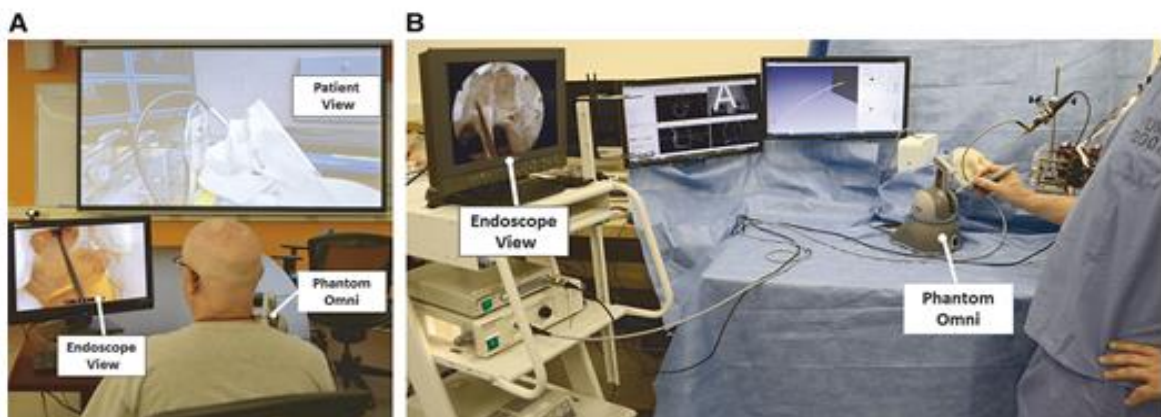 A
Patient
View
Endoscope
View
Phantom
Omni
B
A
Endoscope
View
Phantom
Omni